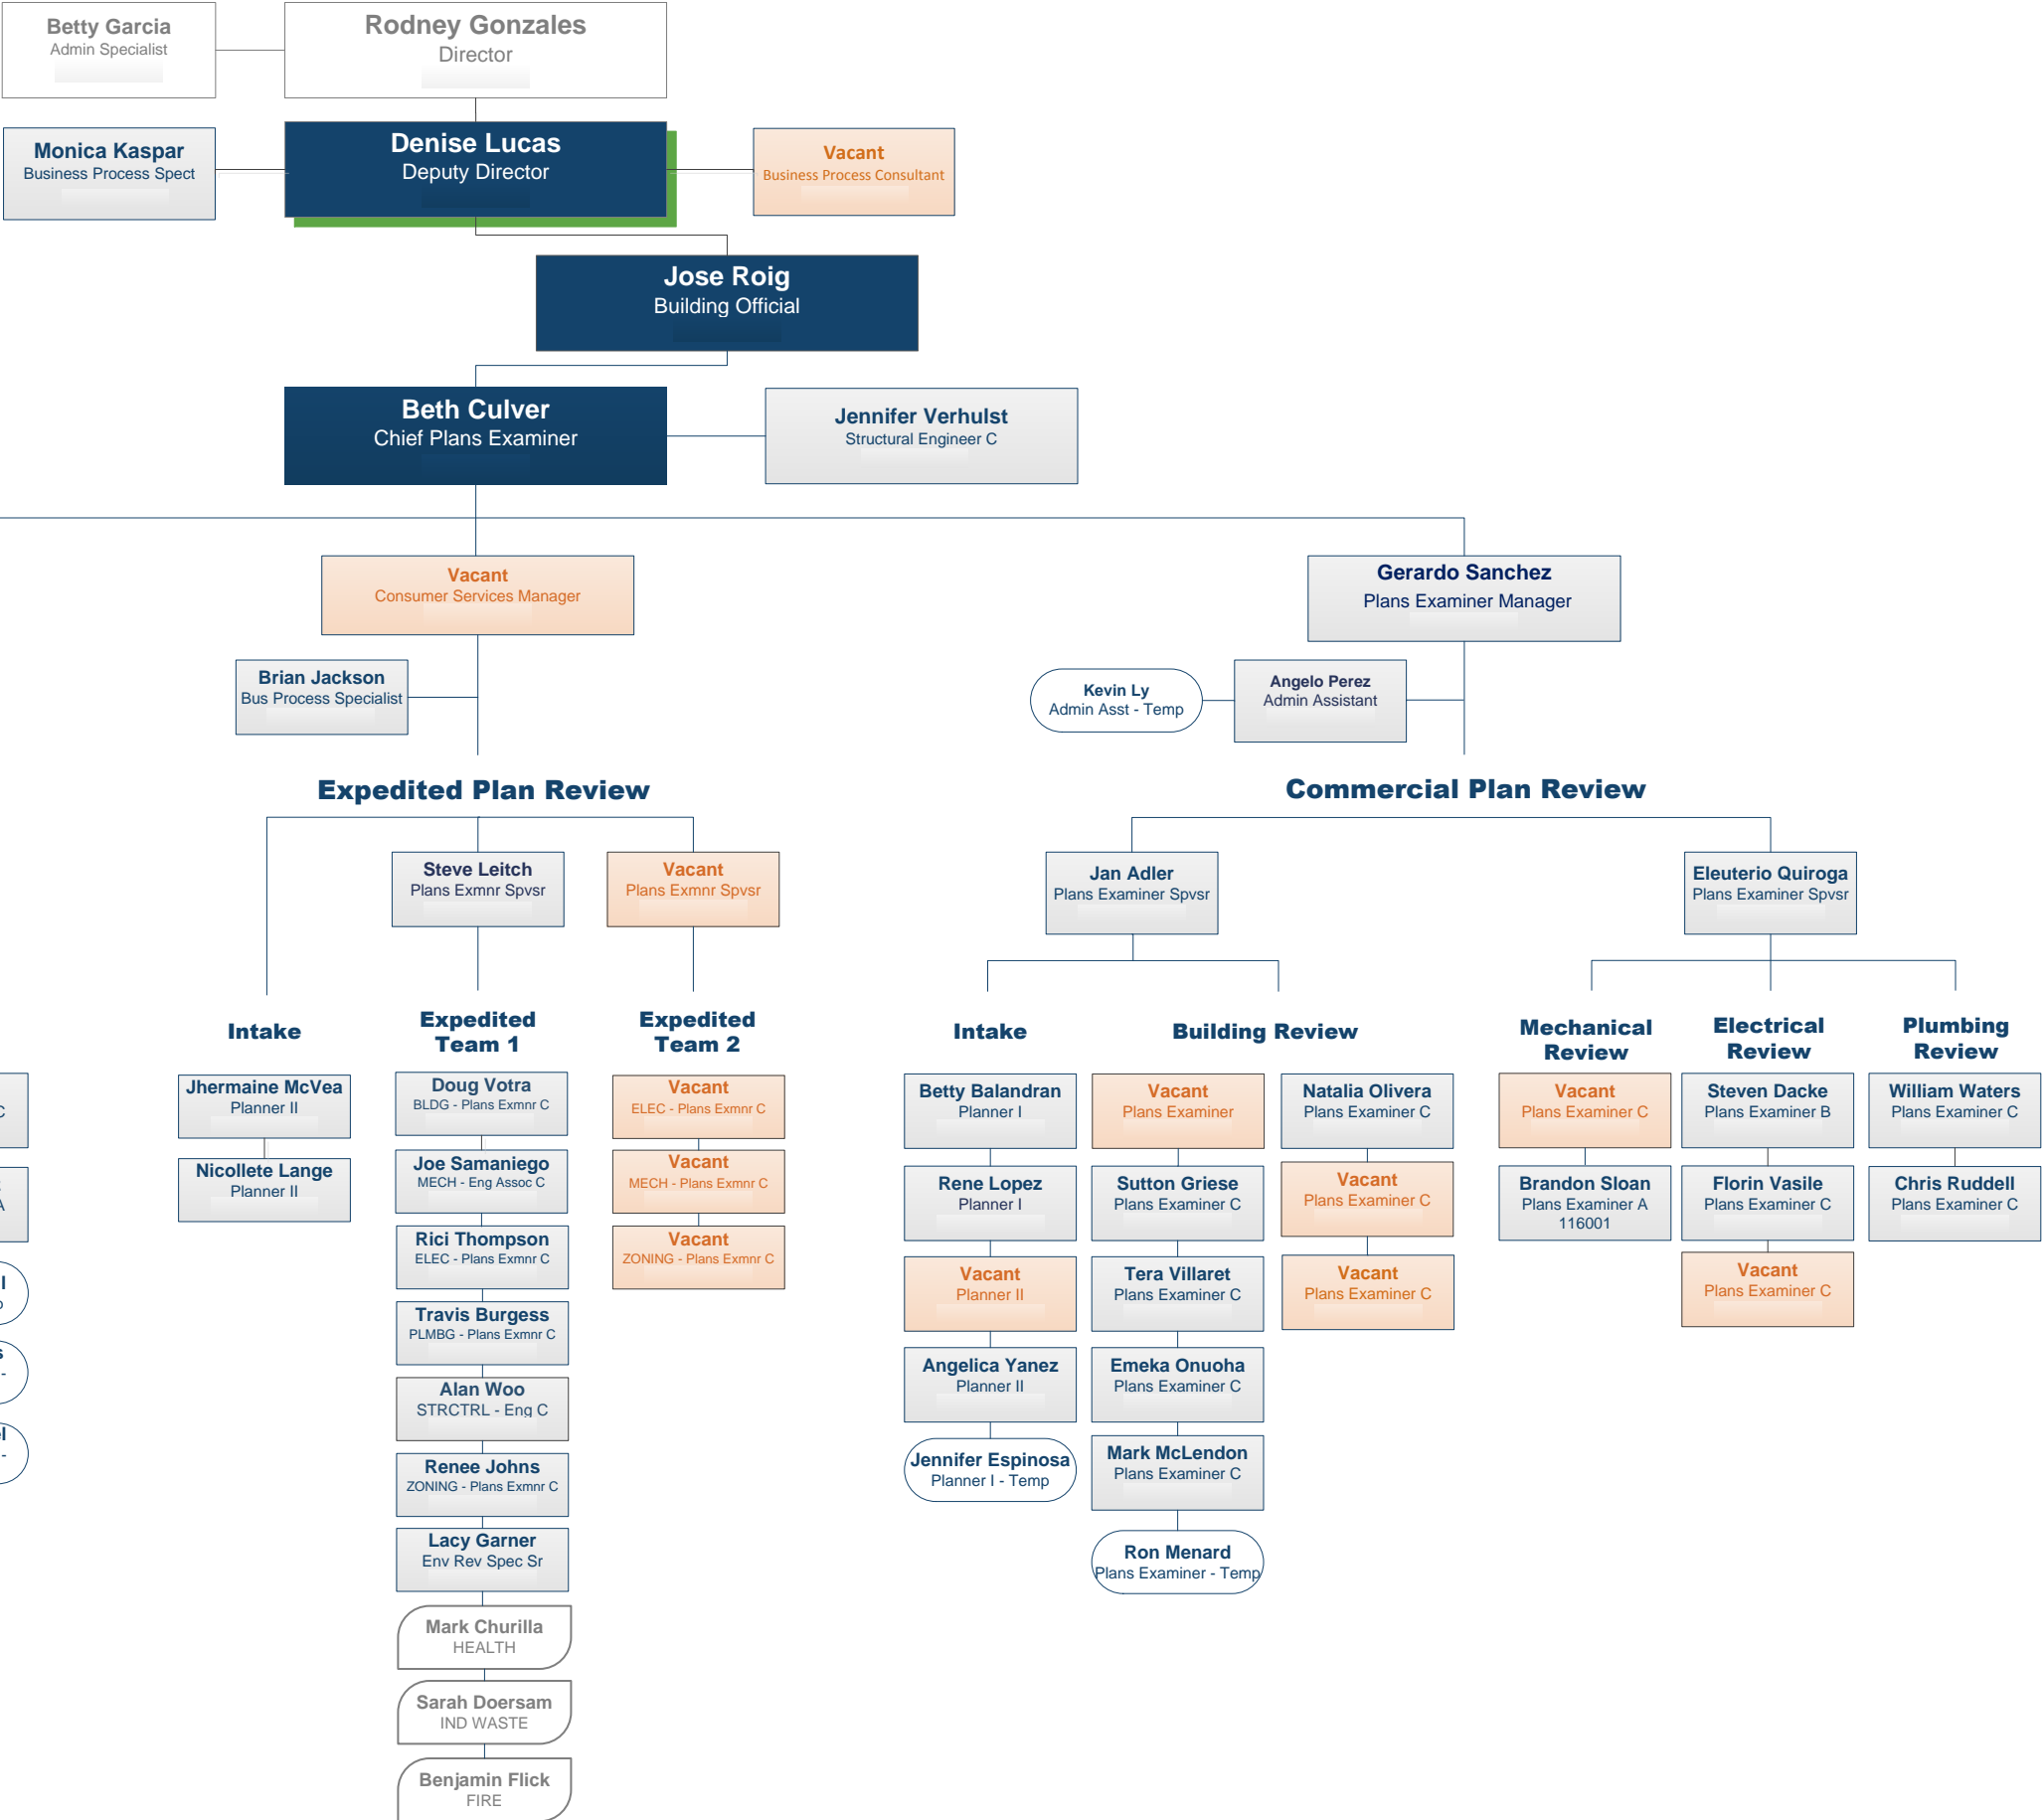 Betty Garcia
Admin Specialist
Rodney Gonzales
Director
Monica Kaspar
Business Process Spect
Denise Lucas
Deputy Director
Vacant
Business Process Consultant
Jose Roig
Building Official
Beth Culver
Chief Plans Examiner
Jennifer Verhulst
Structural Engineer C
Vacant
Consumer Services Manager
Gerardo Sanchez
Plans Examiner Manager
Brian Jackson
Bus Process Specialist
Kevin Ly
Admin Asst - Temp
Angelo Perez
Admin Assistant
Expedited Plan Review
Commercial Plan Review
Steve Leitch
Plans Exmnr Spvsr
Vacant
Plans Exmnr Spvsr
Jan Adler
Plans Examiner Spvsr
Eleuterio Quiroga
Plans Examiner Spvsr
Intake
Expedited
Team 1
Expedited
Team 2
Intake
Building Review
Mechanical
Review
Electrical
Review
Plumbing
Review
C
A
l
s
-
el
-
Jhermaine McVea
Planner II
Nicollete Lange
Planner II
Doug Votra
BLDG - Plans Exmnr C
Joe Samaniego
MECH - Eng Assoc C
Rici Thompson
ELEC - Plans Exmnr C
Travis Burgess
PLMBG - Plans Exmnr C
Alan Woo
STRCTRL - Eng C
Renee Johns
ZONING - Plans Exmnr C
Lacy Garner
Env Rev Spec Sr
Mark Churilla
HEALTH
Sarah Doersam
IND WASTE
Benjamin Flick
FIRE
Vacant
ELEC - Plans Exmnr C
Vacant
MECH - Plans Exmnr C
Vacant
ZONING - Plans Exmnr C
Betty Balandran
Planner I
Rene Lopez
Planner I
Vacant
Planner II
Angelica Yanez
Planner II
Jennifer Espinosa
Planner I - Temp
Vacant
Plans Examiner
Sutton Griese
Plans Examiner C
Tera Villaret
Plans Examiner C
Emeka Onuoha
Plans Examiner C
Mark McLendon
Plans Examiner C
Ron Menard
Plans Examiner - Temp
Natalia Olivera
Plans Examiner C
Vacant
Plans Examiner C
Vacant
Plans Examiner C
Vacant
Plans Examiner C
Brandon Sloan
Plans Examiner A
116001
Steven Dacke
Plans Examiner B
Florin Vasile
Plans Examiner C
Vacant
Plans Examiner C
William Waters
Plans Examiner C
Chris Ruddell
Plans Examiner C